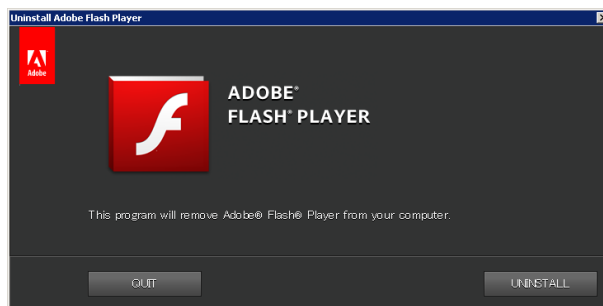 Uninstall Adobe Flash Player
Adobe
ADOBE®
FLASH® PLAYER
This program will remove Adobe® Flash® Player from your computer.
QUIT
UNINSTALL